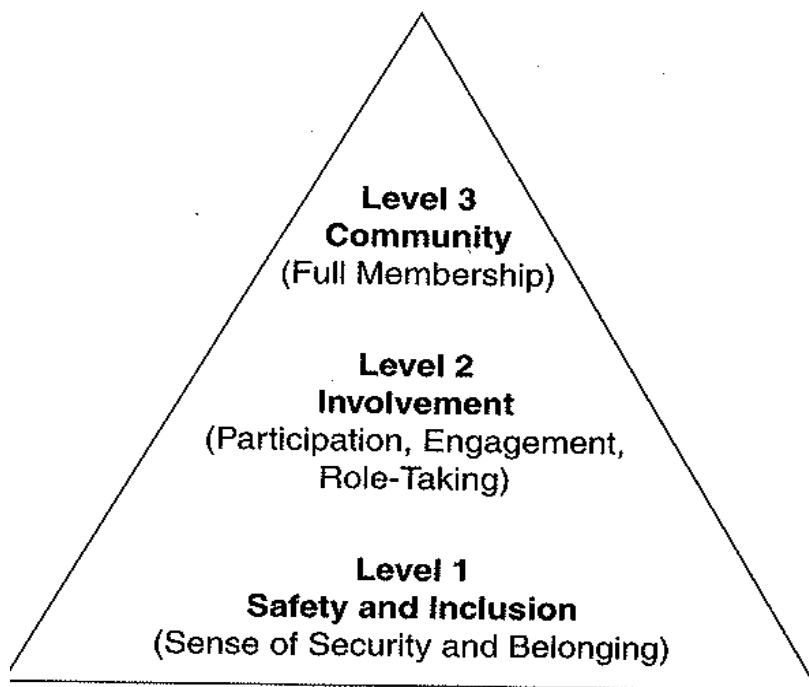 Level 3
Community
(Full Membership)
Level 2
Involvement
(Participation, Engagement,
Role-Taking)
Level 1
Safety and Inclusion
(Sense of Security and Belonging)